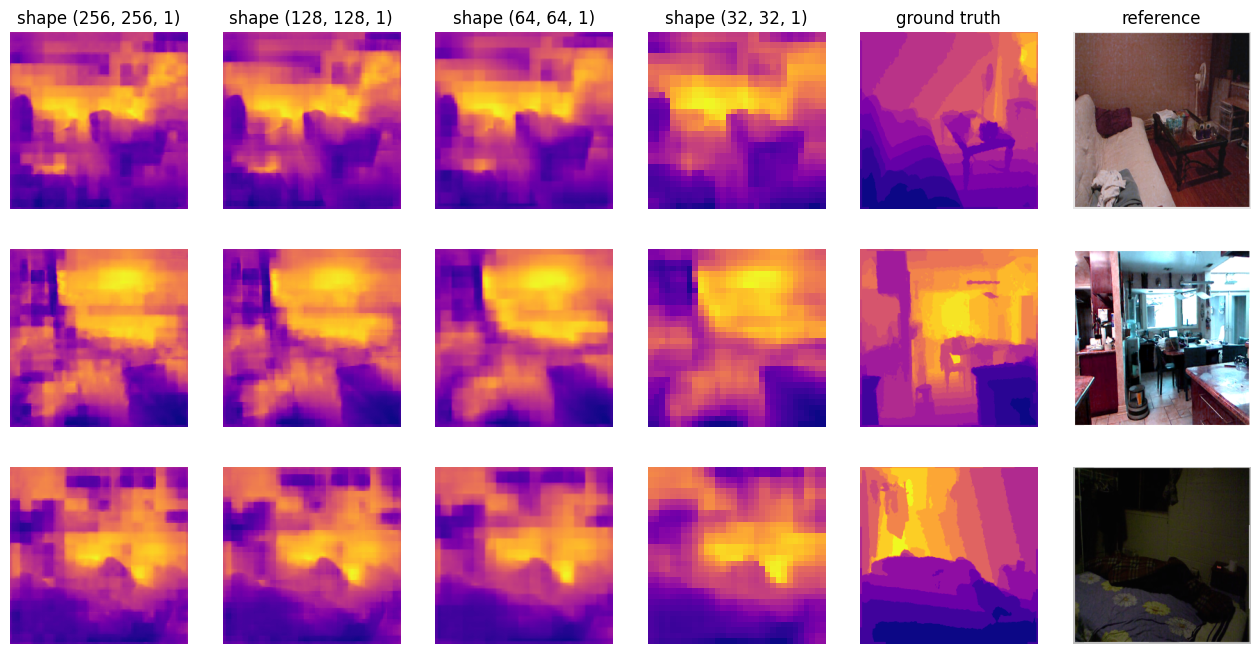 shape (256, 256, 1) shape (128, 128, 1) shape (64, 64, 1) shape (32, 32, 1) ground truth reference